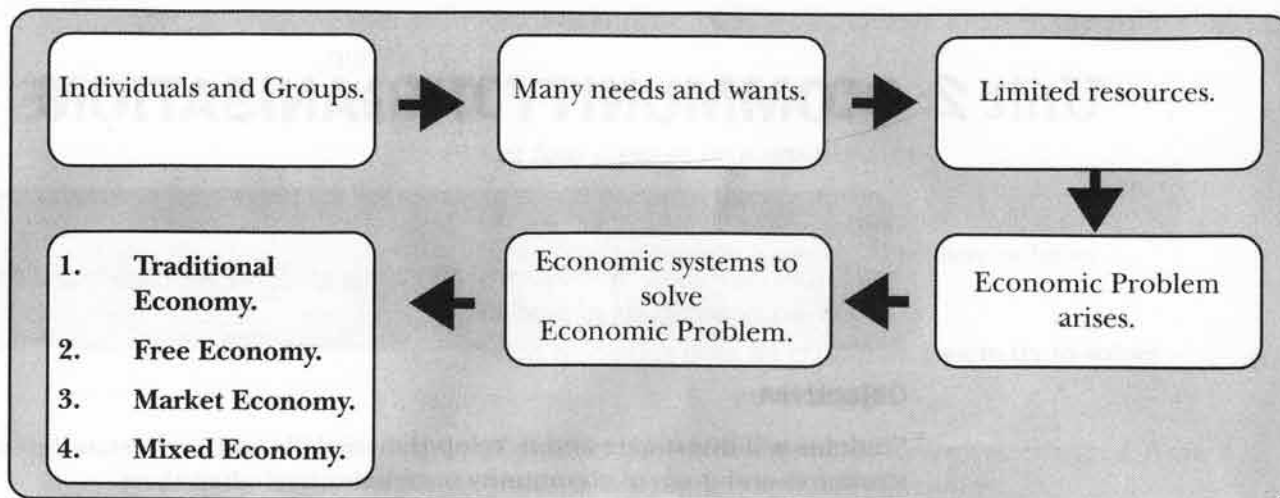 Individuals and Groups.
Many needs and wants.
Limited resources.
Economic Problem
arises.
Economic systems to
solve
Economic Problem.
1. Traditional
Economy.
2. Free Economy.
3. Market Economy.
4. Mixed Economy.